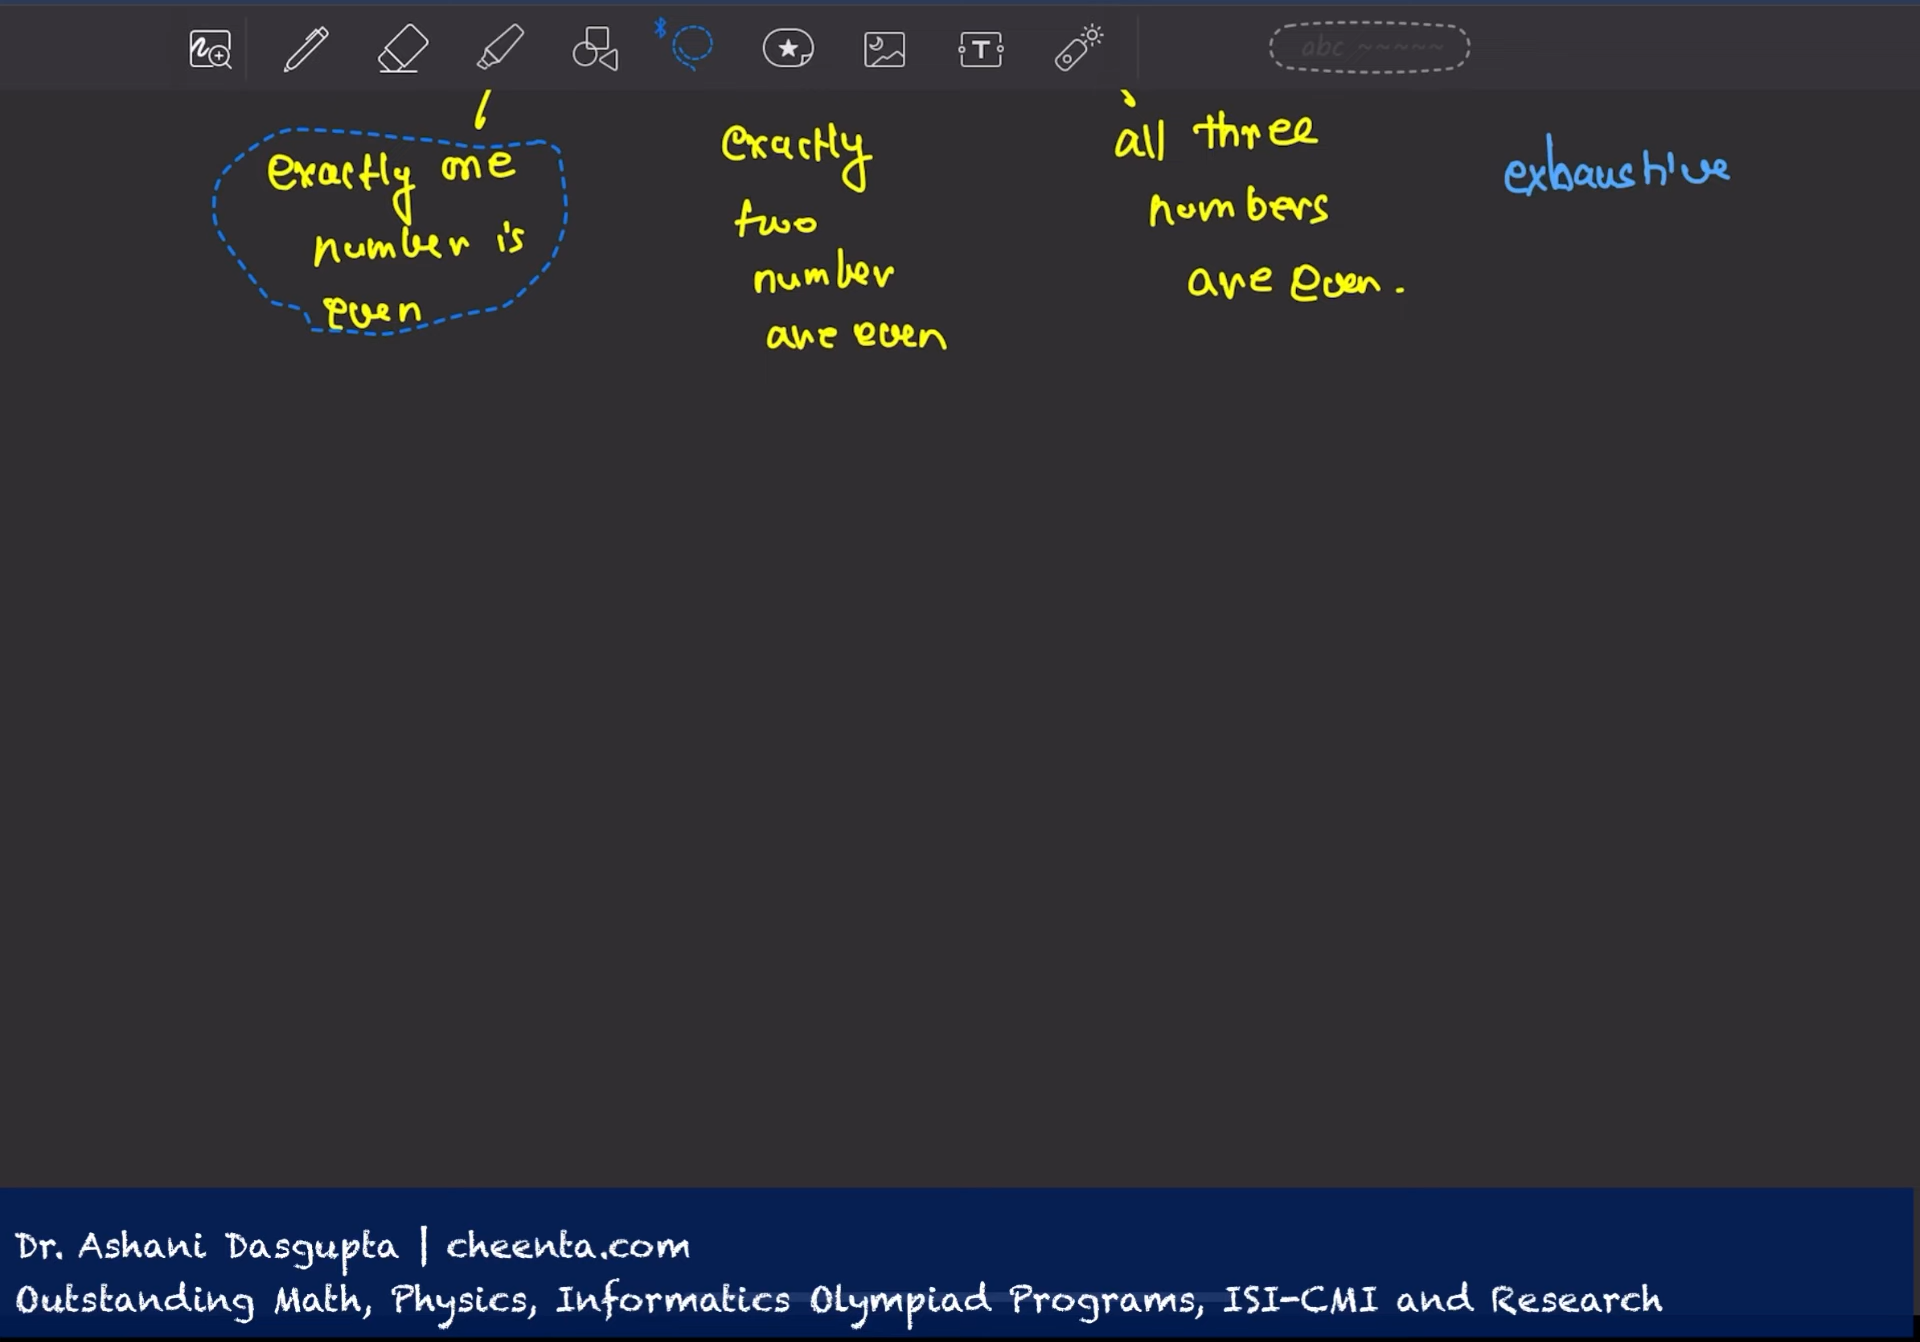 abc ~~~~~
T
exactly one
number is
even
exactly
two
number
are even
all three
numbers
are even.
exhaustive
Dr. Ashani Dasgupta | cheenta.com
Outstanding Math, Physics, Informatics Olympiad Programs, ISI-CMI and Research